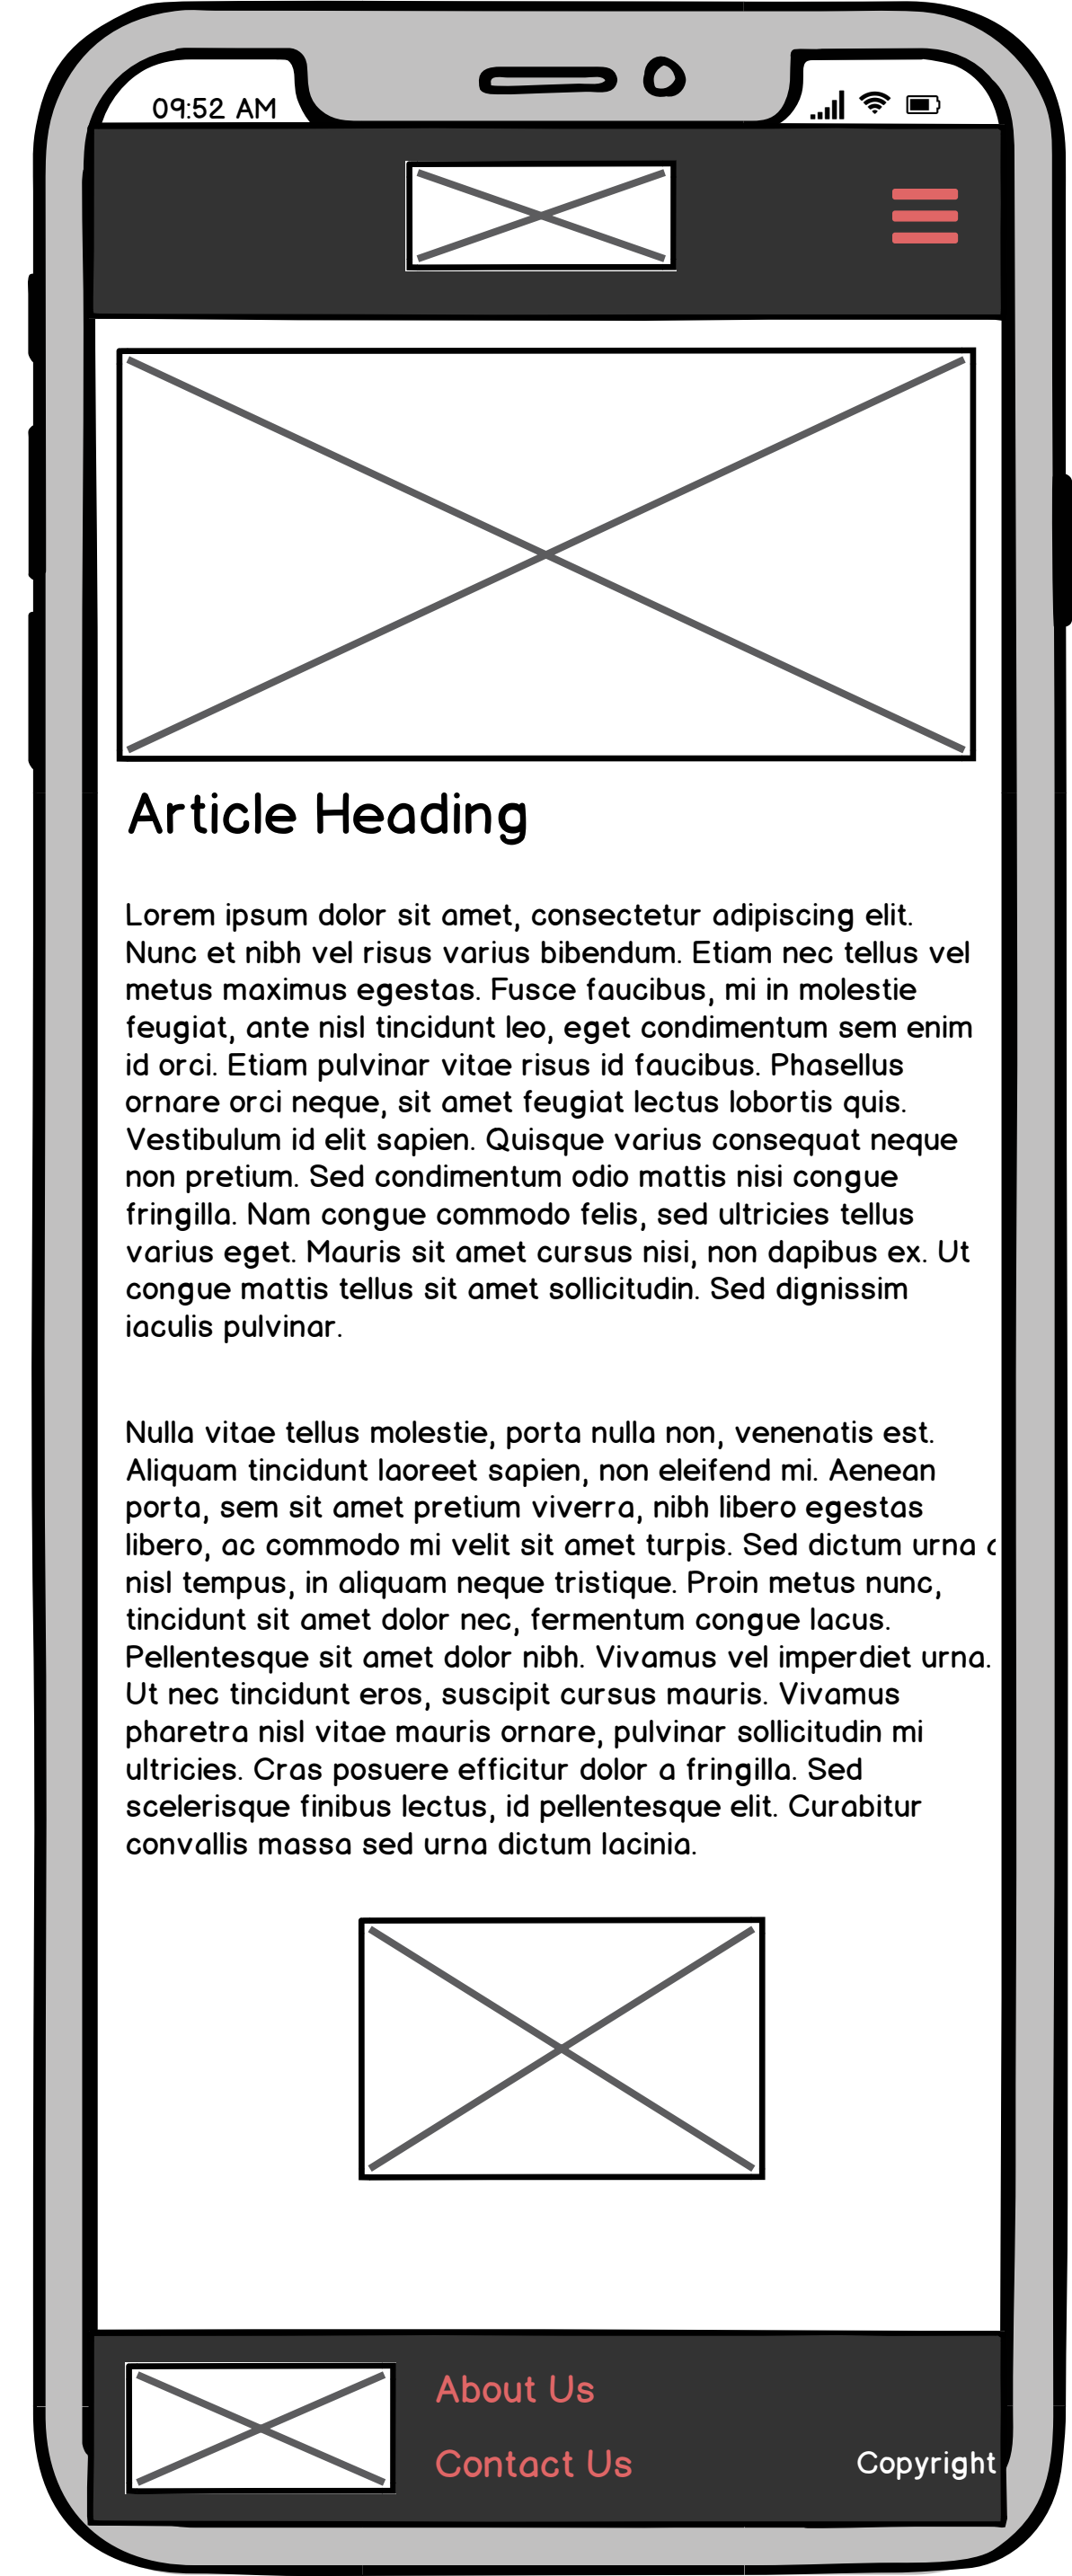 09:52 AM
Article Heading
Lorem ipsum dolor sit amet, consectetur adipiscing elit.
Nunc et nibh vel risus varius bibendum. Etiam nec tellus vel
metus maximus egestas. Fusce faucibus, mi in molestie
feugiat, ante nisl tincidunt leo, eget condimentum sem enim
id orci. Etiam pulvinar vitae risus id faucibus. Phasellus
ornare orci neque, sit amet feugiat lectus lobortis quis.
Vestibulum id elit sapien. Quisque varius consequat neque
non pretium. Sed condimentum odio mattis nisi congue
fringilla. Nam congue commodo felis, sed ultricies tellus
varius eget. Mauris sit amet cursus nisi, non dapibus ex. Ut
congue mattis tellus sit amet sollicitudin. Sed dignissim
iaculis pulvinar.
Nulla vitae tellus molestie, porta nulla non, venenatis est.
Aliquam tincidunt laoreet sapien, non eleifend mi. Aenean
porta, sem sit amet pretium viverra, nibh libero egestas
libero, ac commodo mi velit sit amet turpis. Sed dictum urna
nisl tempus, in aliquam neque tristique. Proin metus nunc,
tincidunt sit amet dolor nec, fermentum congue lacus.
Pellentesque sit amet dolor nibh. Vivamus vel imperdiet urna.
Ut nec tincidunt eros, suscipit cursus mauris. Vivamus
pharetra nisl vitae mauris ornare, pulvinar sollicitudin mi
ultricies. Cras posuere efficitur dolor a fringilla. Sed
scelerisque finibus lectus, id pellentesque elit. Curabitur
convallis massa sed urna dictum lacinia.
About Us
Contact Us
Copyright